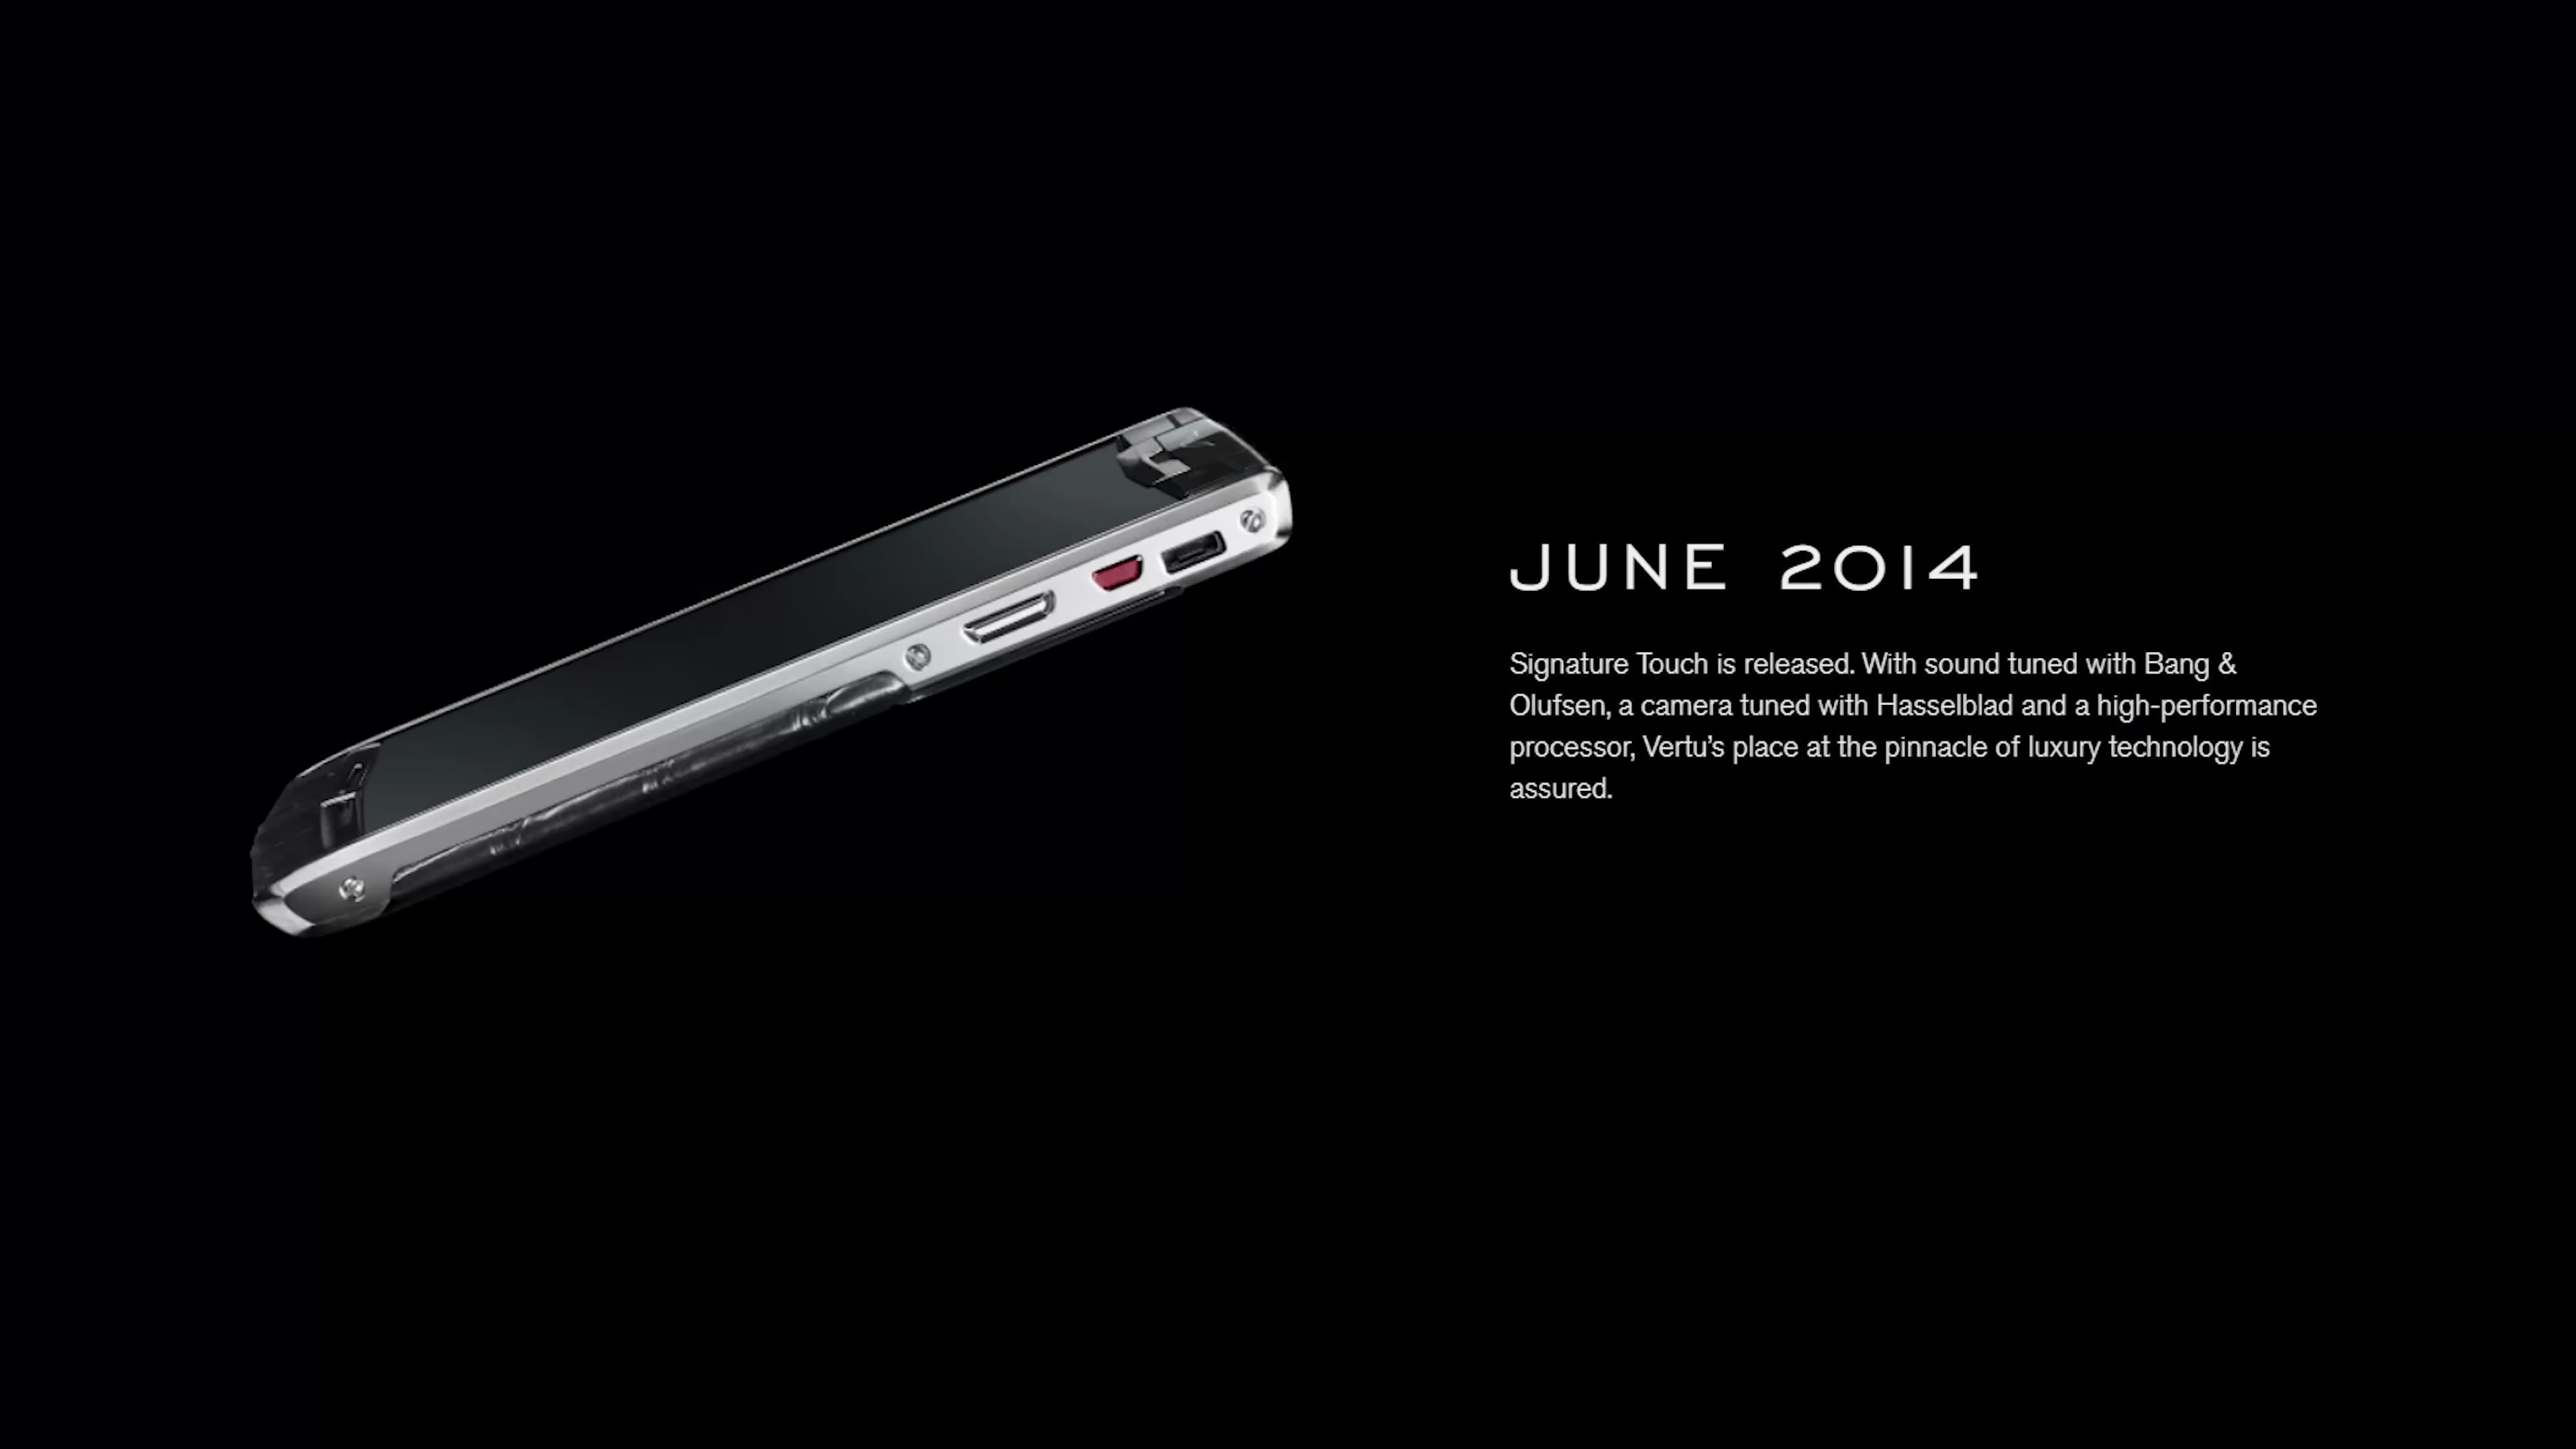 JUNE 2014
Signature Touch is released. With sound tuned with Bang &
Olufsen, a camera tuned with Hasselblad and a high-performance
processor, Vertu’s place at the pinnacle of luxury technology is
assured.